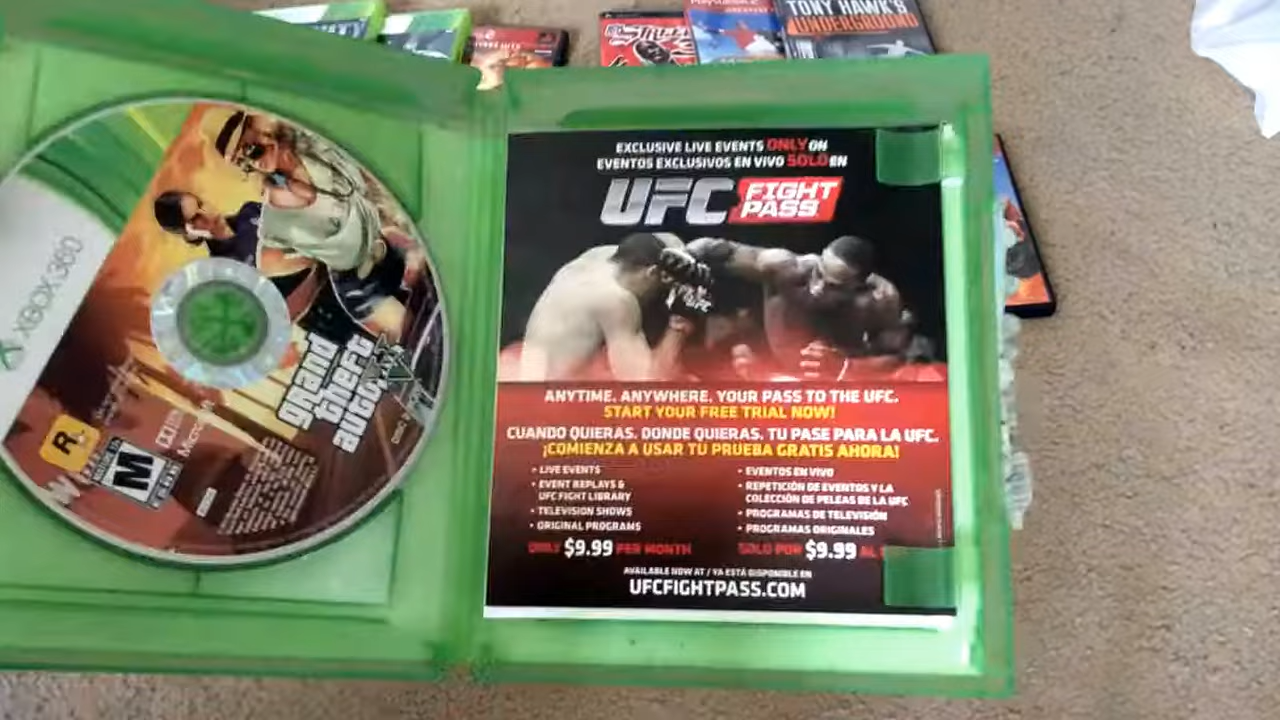 TONY HAWK'S
UNDERGROUND
XBOX 360
grand
theft
auto
V
DISC
R
M
Microsoft
EXCLUSIVE LIVE EVENTS ONLY ON
EVENTOS EXCLUSIVOS EN VIVO SOLO EN
UFC FIGHT PASS
UFC
ANYTIME. ANYWHERE. YOUR PASS TO THE UFC.
START YOUR FREE TRIAL NOW!
CUANDO QUIERAS. DONDE QUIERAS. TU PASE PARA LA UFC.
¡COMIENZA A USAR TU PRUEBA GRATIS AHORA!
• LIVE EVENTS
• EVENT REPLAYS &
UFC FIGHT LIBRARY
• TELEVISION SHOWS
• ORIGINAL PROGRAMS
• EVENTOS EN VIVO
• REPETICIÓN DE EVENTOS Y LA
COLECCIÓN DE PELEAS DE LA UFC
• PROGRAMAS DE TELEVISIÓN
• PROGRAMAS ORIGINALES
ONLY $9.99 PER MONTH
SOLO POR $9.99 AL
AVAILABLE NOW AT / YA ESTÁ DISPONIBLE EN
UFCFIGHTPASS.COM